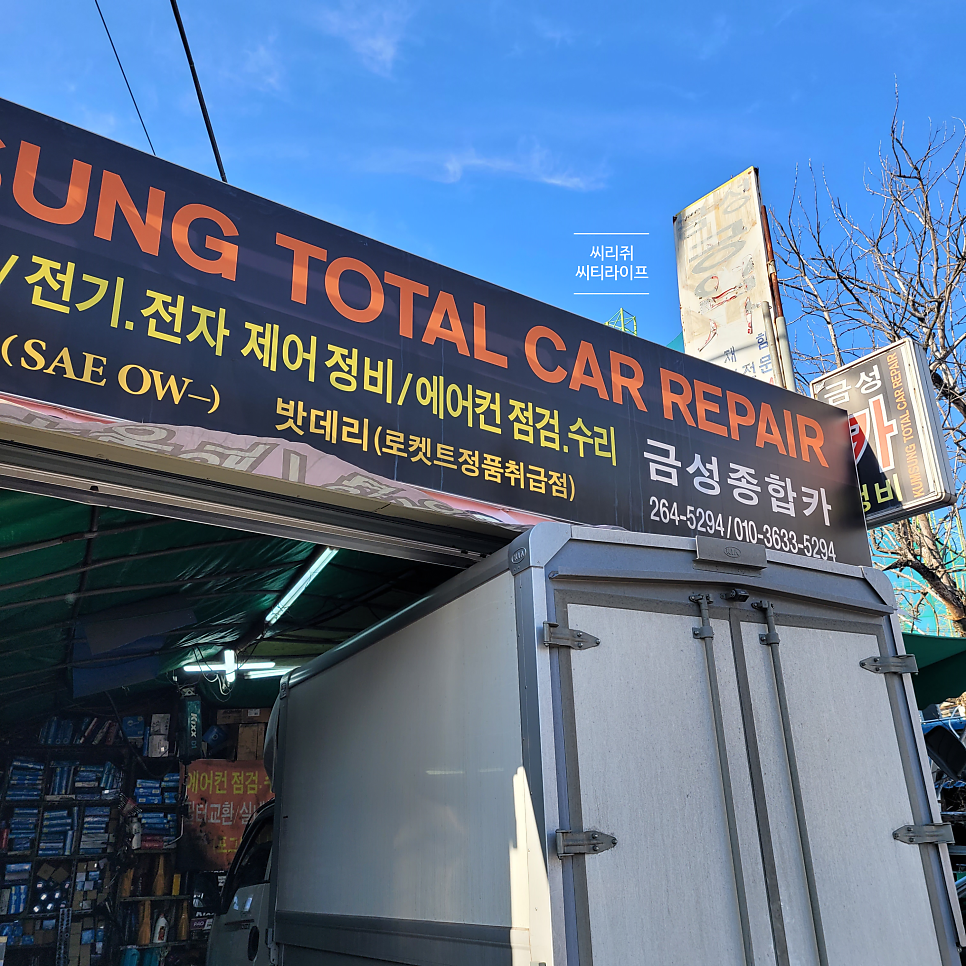 SUNG TOTAL CAR REPAIR
/ 전기.전자 제어 정비/에어컨 점검.수리
(SAE OW-)
밧데리(로켓트정품취급점)
금성종합카
264-5294/010-3633-5294
씨리쥐
씨티라이프
금성
카
정비
KUMSUNG TOTAL CAR REPAIR
KIA
KIA
Kixx
에어컨 점검.